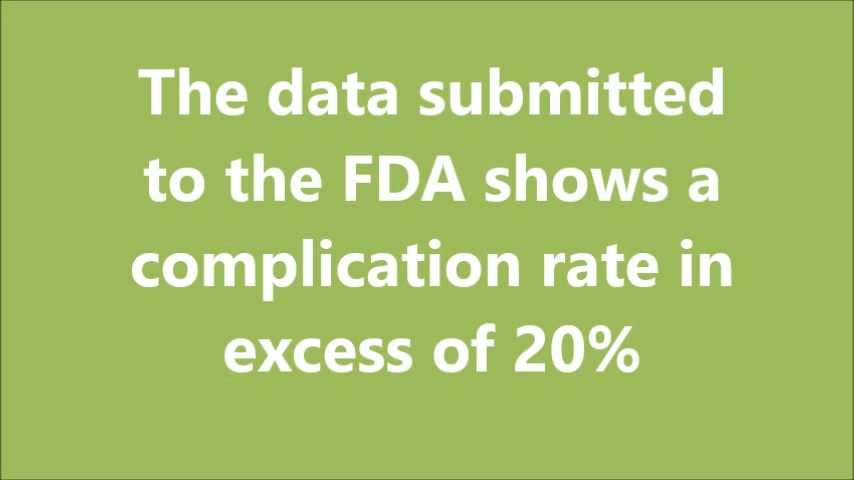 The data submitted
to the FDA shows a
complication rate in
excess of 20%